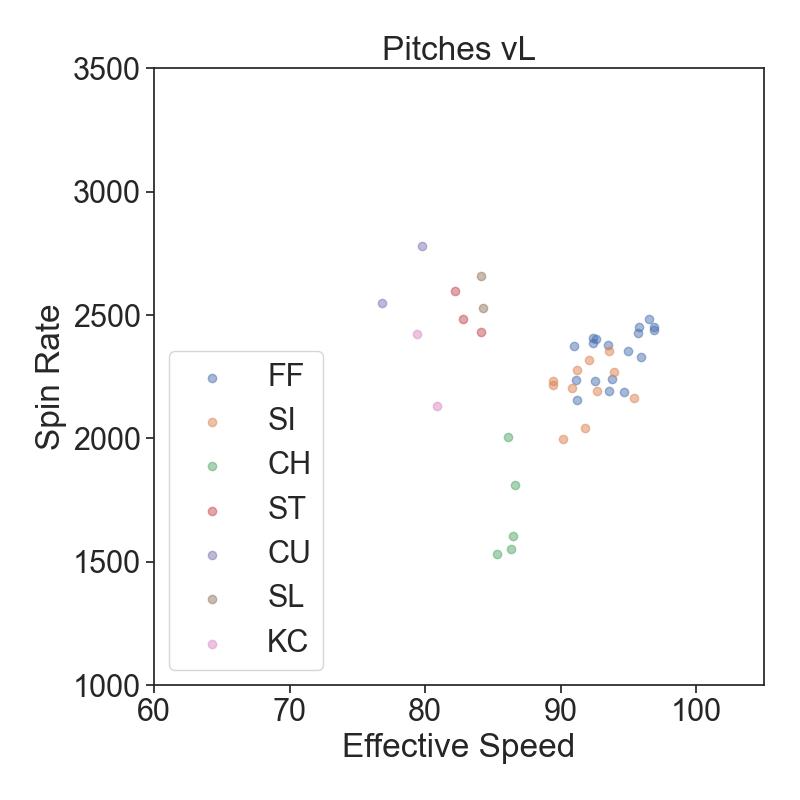 Pitches vL
3500
3000
2500
2000
1500
1000
Spin Rate
FF
SI
CH
ST
CU
SL
KC
60 70 80 90 100
Effective Speed